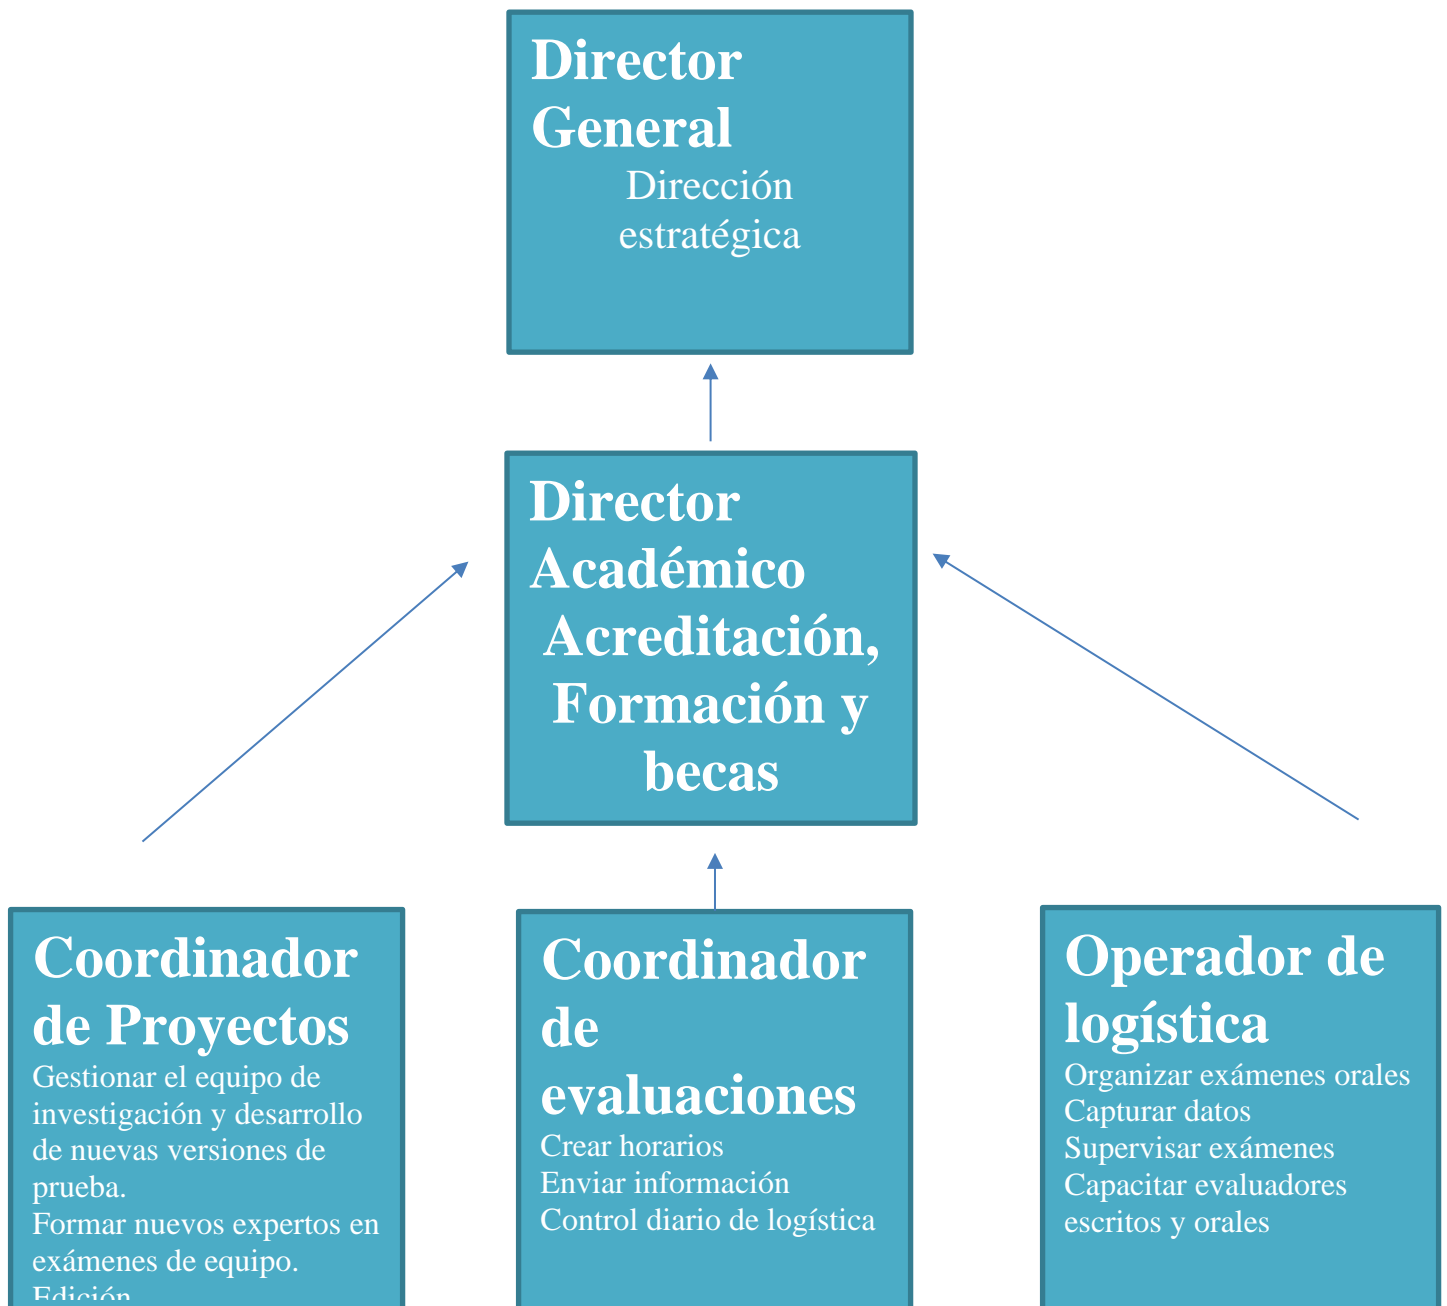 Director
General
Dirección
estratégica
Director
Académico
Acreditación,
Formación y
becas
Coordinador
de Proyectos
Gestionar el equipo de
investigación y desarrollo
de nuevas versiones de
prueba.
Formar nuevos expertos en
exámenes de equipo.
Edición
Coordinador
de
evaluaciones
Crear horarios
Enviar información
Control diario de logística
Operador de
logística
Organizar exámenes orales
Capturar datos
Supervisar exámenes
Capacitar evaluadores
escritos y orales